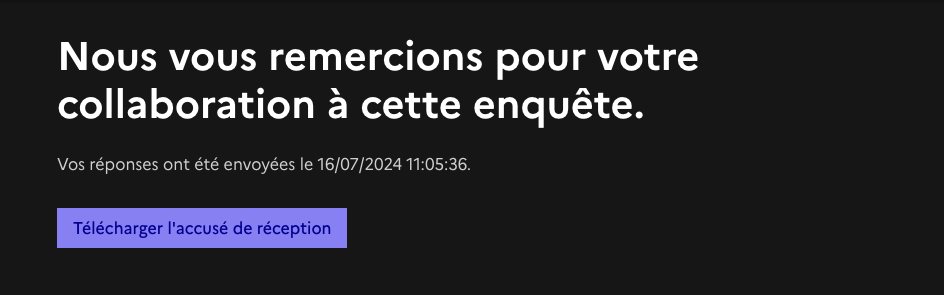 Nous vous remercions pour votre
collaboration à cette enquête.
Vos réponses ont été envoyées le 16/07/2024 11:05:36.
Télécharger l'accusé de réception